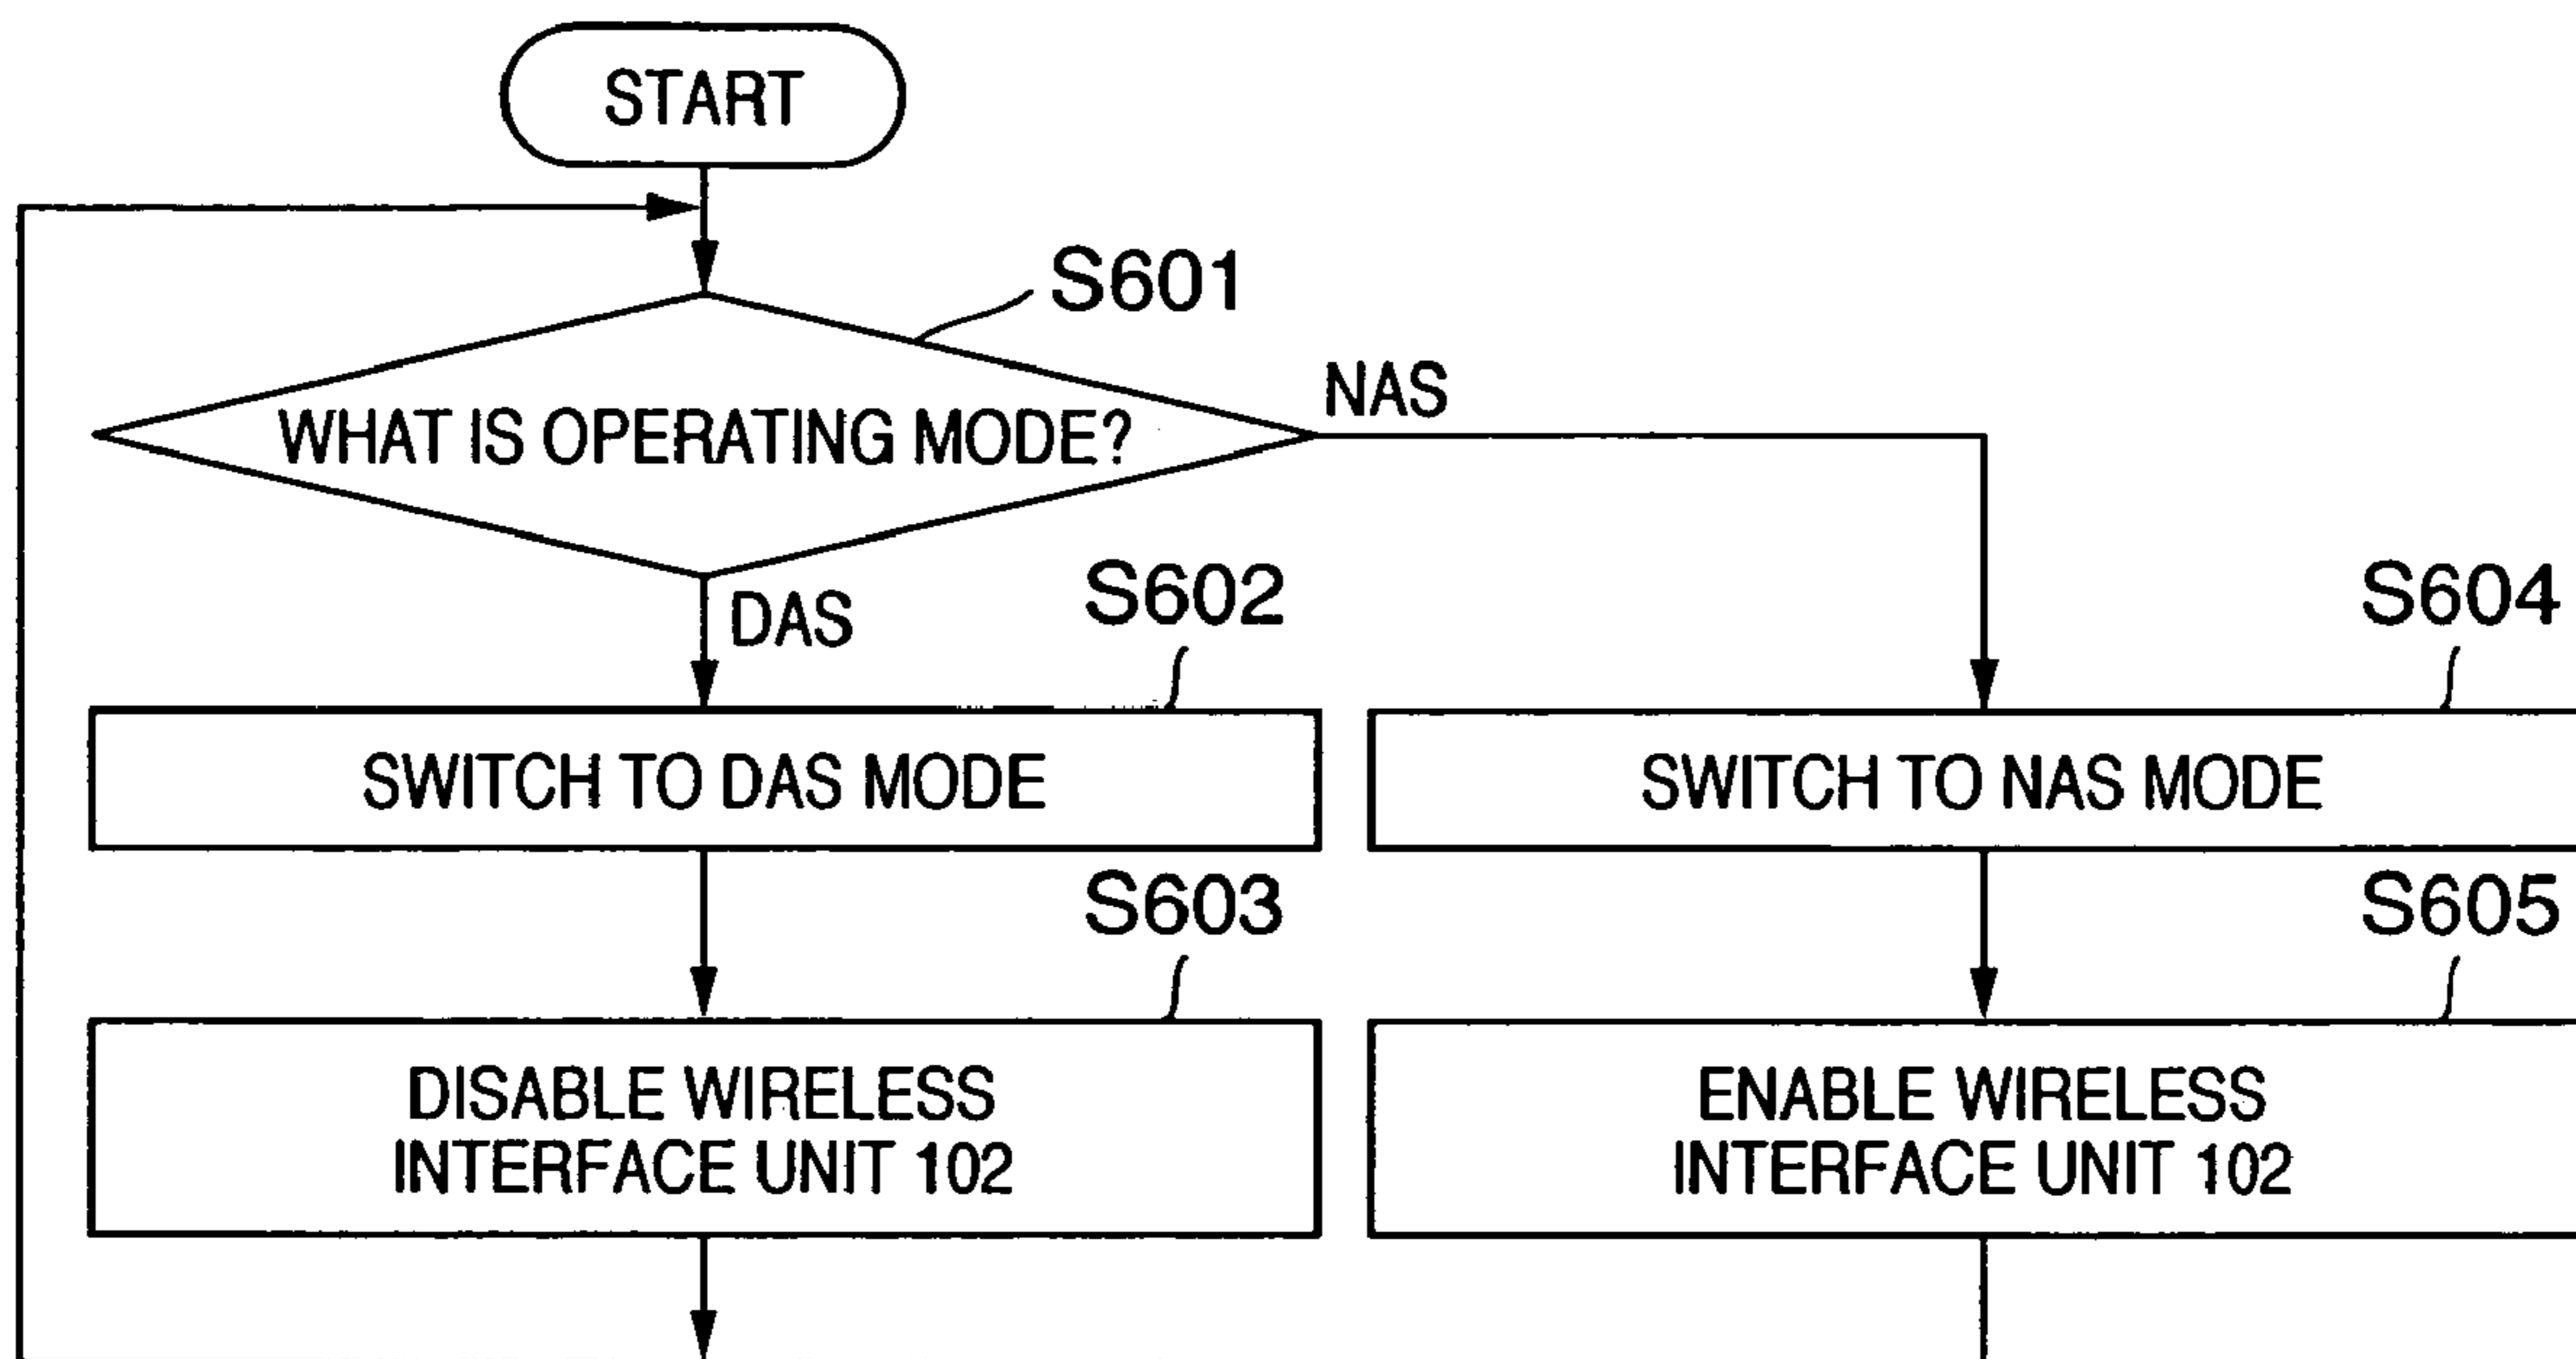 START
S601
WHAT IS OPERATING MODE?
NAS
DAS
S602
SWITCH TO DAS MODE
S604
SWITCH TO NAS MODE
S603
DISABLE WIRELESS
INTERFACE UNIT 102
S605
ENABLE WIRELESS
INTERFACE UNIT 102